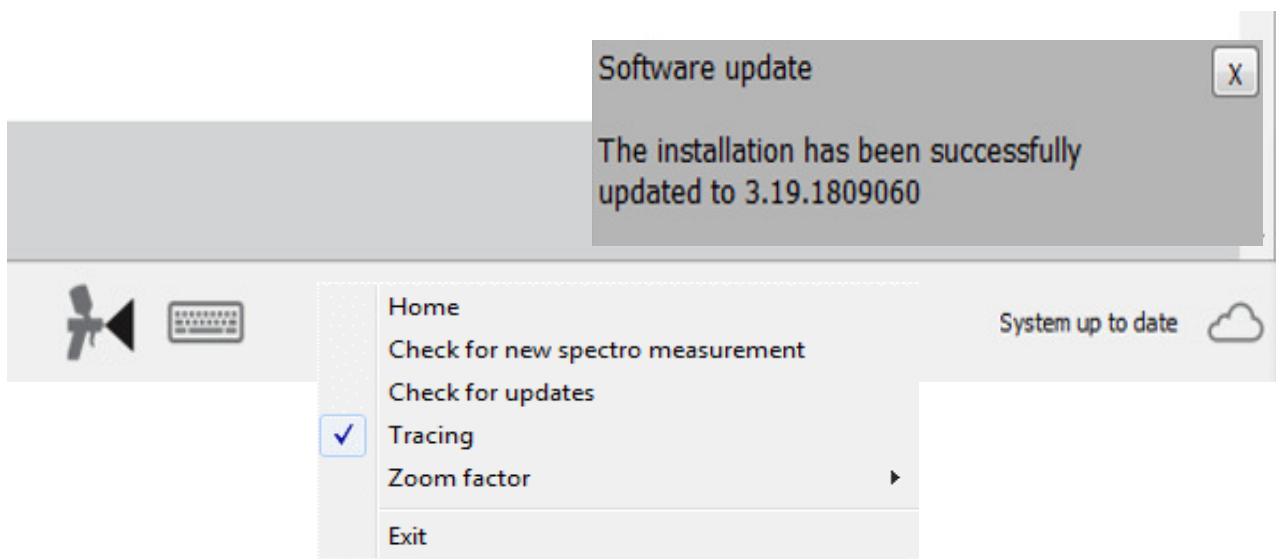 Software update
X
The installation has been successfully
updated to 3.19.1809060
Home
Check for new spectro measurement
System up to date
Check for updates
Tracing
Zoom factor
Exit